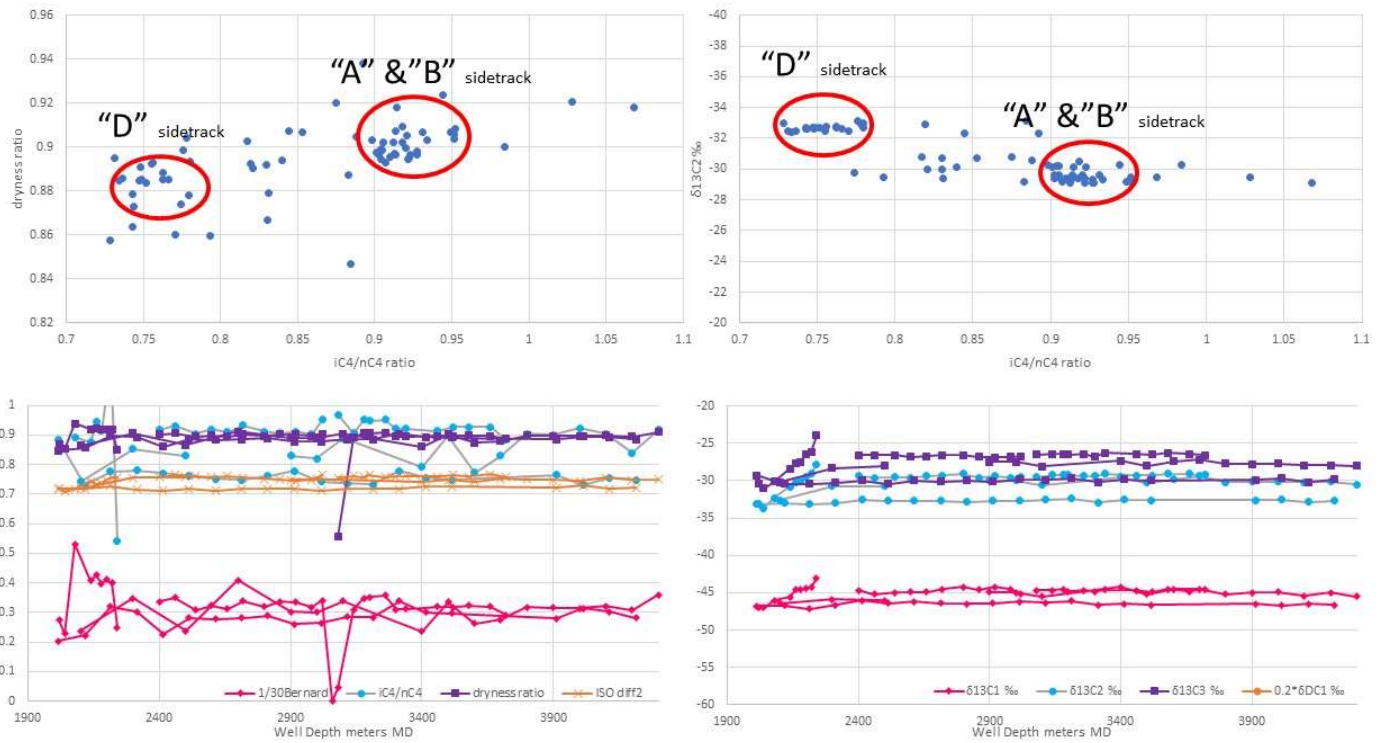 0.96
0.94
0.92
0.9
0.88
0.86
0.84
0.82
dryness ratio
"A" &"B" sidetrack
"D" sidetrack
0.7 0.75 0.8 0.85 0.9 0.95 1 1.05 1.1
iC4/nC4 ratio
-40
-38
-36
-34
-32
-30
-28
-26
-24
-22
-20
δ13C2 ‰
"D" sidetrack
"A" &"B" sidetrack
0.7 0.75 0.8 0.85 0.9 0.95 1 1.05 1.1
iC4/nC4 ratio
1
0.9
0.8
0.7
0.6
0.5
0.4
0.3
0.2
0.1
0
1/30Bernard iC4/nC4 dryness ratio ISO diff2
1900 2400 2900 3400 3900
Well Depth meters MD
-20
-25
-30
-35
-40
-45
-50
-55
-60
δ13C1 ‰ δ13C2 ‰ δ13C3 ‰ 0.2*δDC1 ‰
1900 2400 2900 3400 3900
Well Depth meters MD